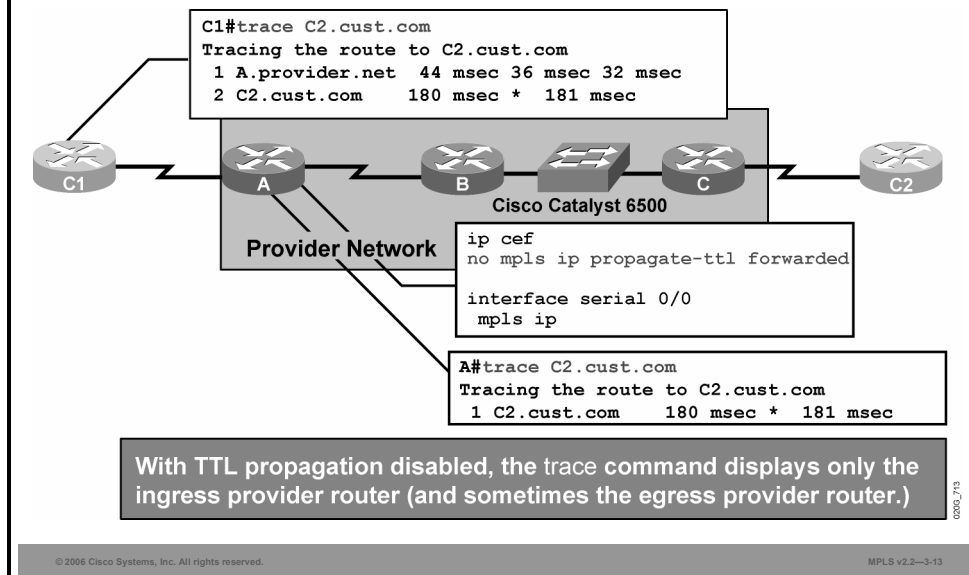 C1#trace C2.cust.com
Tracing the route to C2.cust.com
1 A.provider.net 44 msec 36 msec 32 msec
2 C2.cust.com 180 msec * 181 msec
C1
A
B
C
C2
Cisco Catalyst 6500
Provider Network
ip cef
no mpls ip propagate-ttl forwarded
interface serial 0/0
mpls ip
A#trace C2.cust.com
Tracing the route to C2.cust.com
1 C2.cust.com 180 msec * 181 msec
With TTL propagation disabled, the trace command displays only the
ingress provider router (and sometimes the egress provider router.)
020G_713
© 2006 Cisco Systems, Inc. All rights reserved.
MPLS v2.2—3-13